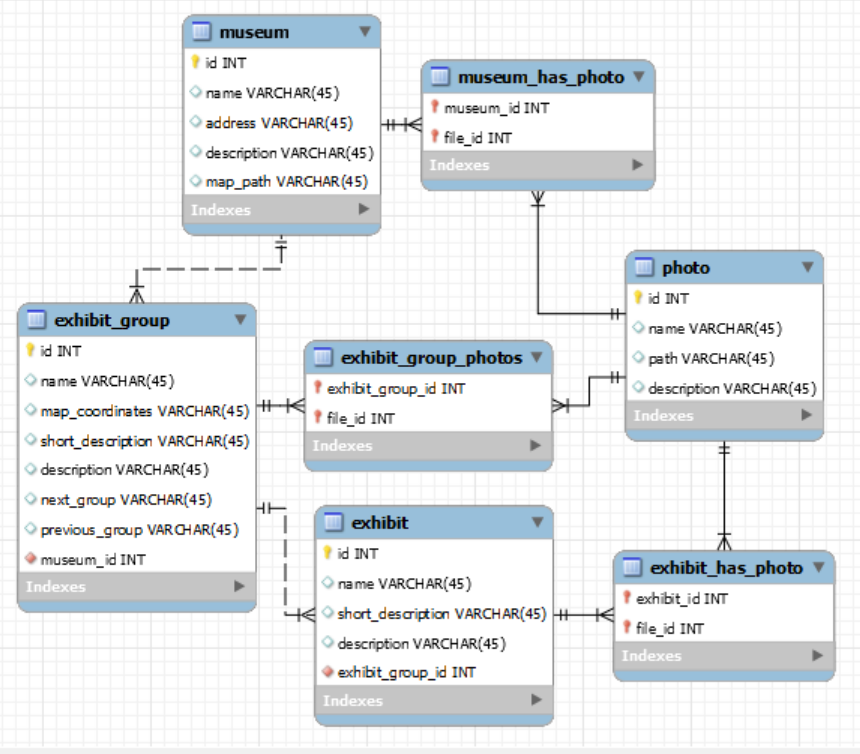 museum
id INT
name VARCHAR(45)
address VARCHAR(45)
description VARCHAR(45)
map_path VARCHAR(45)
Indexes
museum_has_photo
museum_id INT
file_id INT
Indexes
photo
id INT
name VARCHAR(45)
path VARCHAR(45)
description VARCHAR(45)
Indexes
exhibit_group
id INT
name VARCHAR(45)
map_coordinates VARCHAR(45)
short_description VARCHAR(45)
description VARCHAR(45)
next_group VARCHAR(45)
previous_group VARCHAR(45)
museum_id INT
Indexes
exhibit_group_photos
exhibit_group_id INT
file_id INT
Indexes
exhibit
id INT
name VARCHAR(45)
short_description VARCHAR(45)
description VARCHAR(45)
exhibit_group_id INT
Indexes
exhibit_has_photo
exhibit_id INT
file_id INT
Indexes